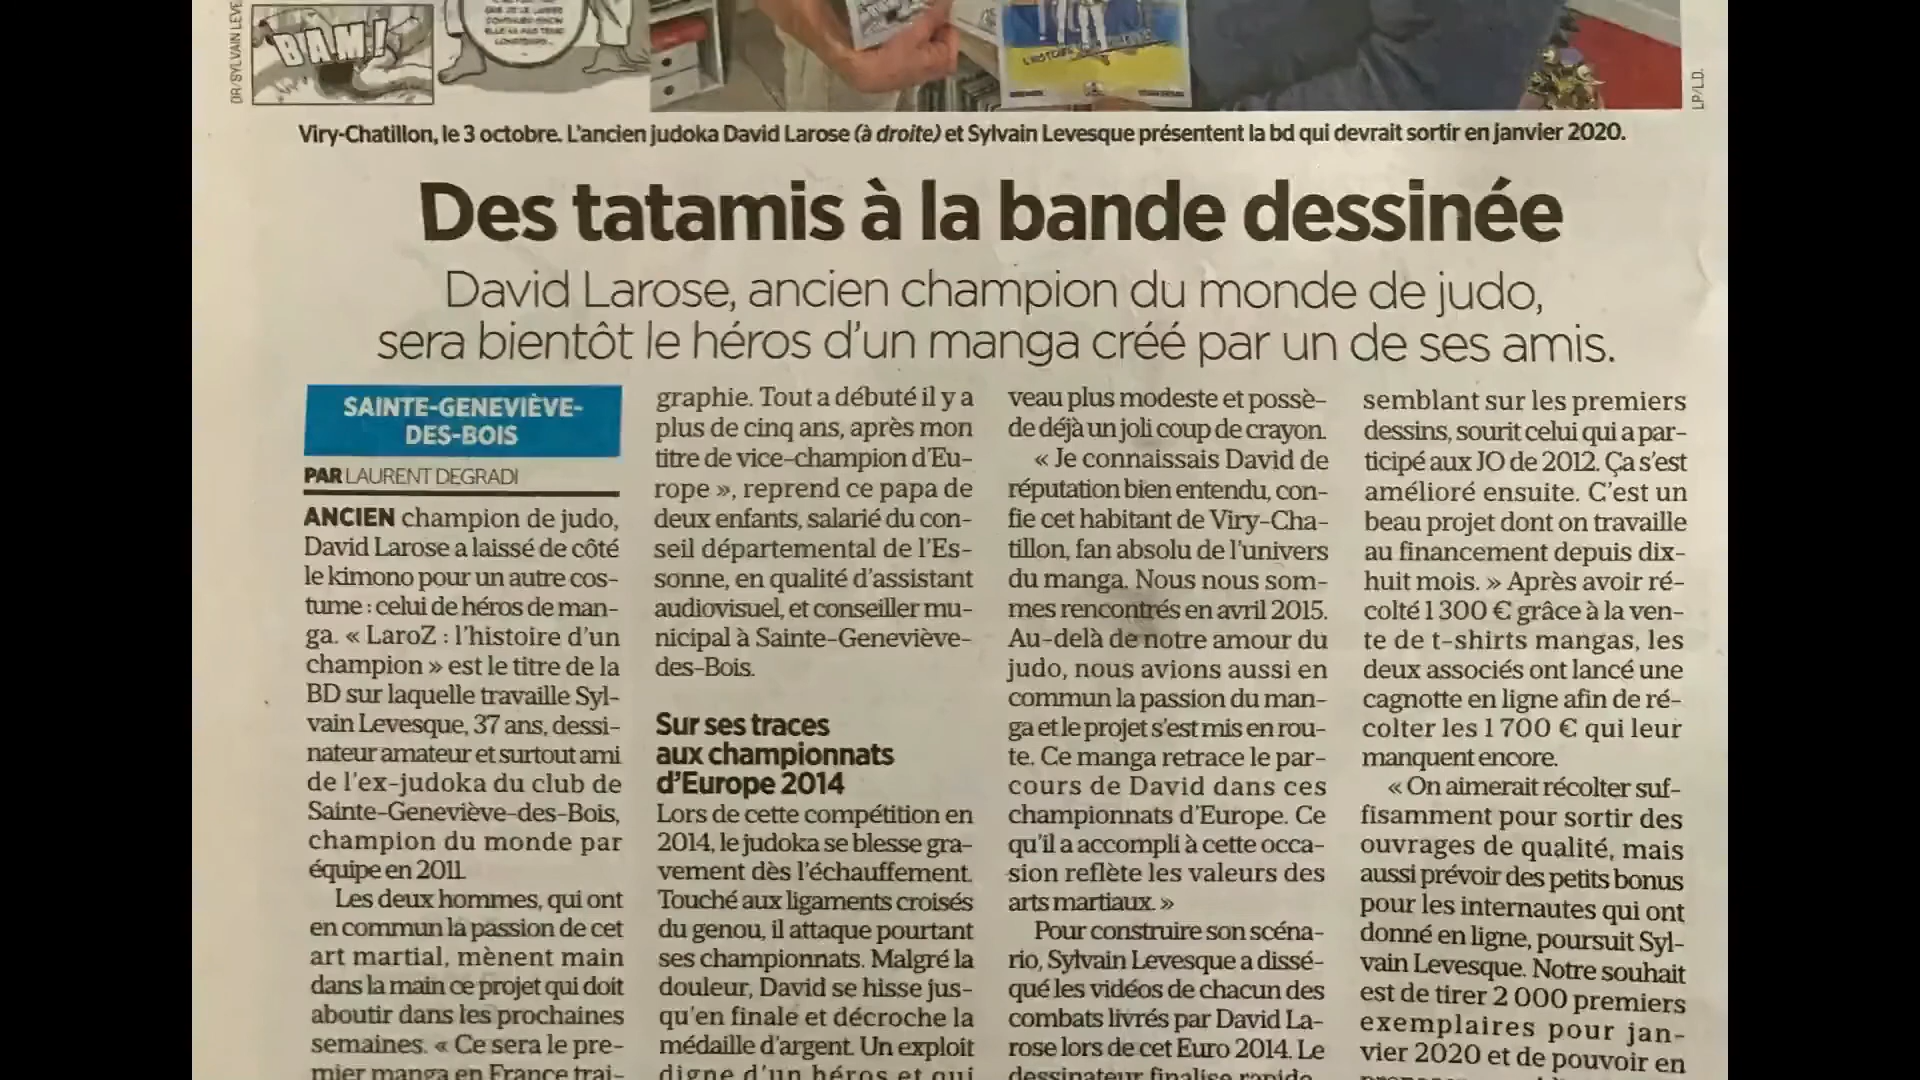 DR/SYLVAIN LEVE
BAM!
LP/L.D.
Viry-Chatillon, le 3 octobre. L'ancien judoka David Larose (à droite) et Sylvain Levesque présentent la bd qui devrait sortir en janvier 2020.
Des tatamis à la bande dessinée
David Larose, ancien champion du monde de judo,
sera bientôt le héros d'un manga créé par un de ses amis.
SAINTE-GENEVIÈVE-
DES-BOIS
PAR LAURENT DEGRADI
ANCIEN champion de judo,
David Larose a laissé de côté
le kimono pour un autre cos-
tume : celui de héros de man-
ga. « LaroZ : l'histoire d'un
champion » est le titre de la
BD sur laquelle travaille Syl-
vain Levesque, 37 ans, dessi-
nateur amateur et surtout ami
de l'ex-judoka du club de
Sainte-Geneviève-des-Bois,
champion du monde par
équipe en 2011.
Les deux hommes, qui ont
en commun la passion de cet
art martial, mènent main
dans la main ce projet qui doit
aboutir dans les prochaines
semaines. « Ce sera le pre-
mier manga en France trai-
graphie. Tout a débuté il y a
plus de cinq ans, après mon
titre de vice-champion d'Eu-
rope », reprend ce papa de
deux enfants, salarié du con-
seil départemental de l'Es-
sonne, en qualité d'assistant
audiovisuel, et conseiller mu-
nicipal à Sainte-Geneviève-
des-Bois.
Sur ses traces
aux championnats
d'Europe 2014
Lors de cette compétition en
2014, le judoka se blesse gra-
vement dès l'échauffement.
Touché aux ligaments croisés
du genou, il attaque pourtant
ses championnats. Malgré la
douleur, David se hisse jus-
qu'en finale et décroche la
médaille d'argent. Un exploit
digne d'un héros et qui
veau plus modeste et possè-
de déjà un joli coup de crayon.
« Je connaissais David de
réputation bien entendu, con-
fie cet habitant de Viry-Cha-
tillon, fan absolu de l'univers
du manga. Nous nous som-
mes rencontrés en avril 2015.
Au-delà de notre amour du
judo, nous avions aussi en
commun la passion du man-
ga et le projet s'est mis en rou-
te. Ce manga retrace le par-
cours de David dans ces
championnats d'Europe. Ce
qu'il a accompli à cette occa-
sion reflète les valeurs des
arts martiaux. »
Pour construire son scéna-
rio, Sylvain Levesque a dissé-
qué les vidéos de chacun des
combats livrés par David La-
rose lors de cet Euro 2014. Le
dessinateur finalise rapide-
semblant sur les premiers
dessins, sourit celui qui a par-
ticipé aux JO de 2012. Ça s'est
amélioré ensuite. C'est un
beau projet dont on travaille
au financement depuis dix-
huit mois. » Après avoir ré-
colté 1 300 € grâce à la ven-
te de t-shirts mangas, les
deux associés ont lancé une
cagnotte en ligne afin de ré-
colter les 1 700 € qui leur
manquent encore.
« On aimerait récolter suf-
fisamment pour sortir des
ouvrages de qualité, mais
aussi prévoir des petits bonus
pour les internautes qui ont
donné en ligne, poursuit Syl-
vain Levesque. Notre souhait
est de tirer 2 000 premiers
exemplaires pour jan-
vier 2020 et de pouvoir en